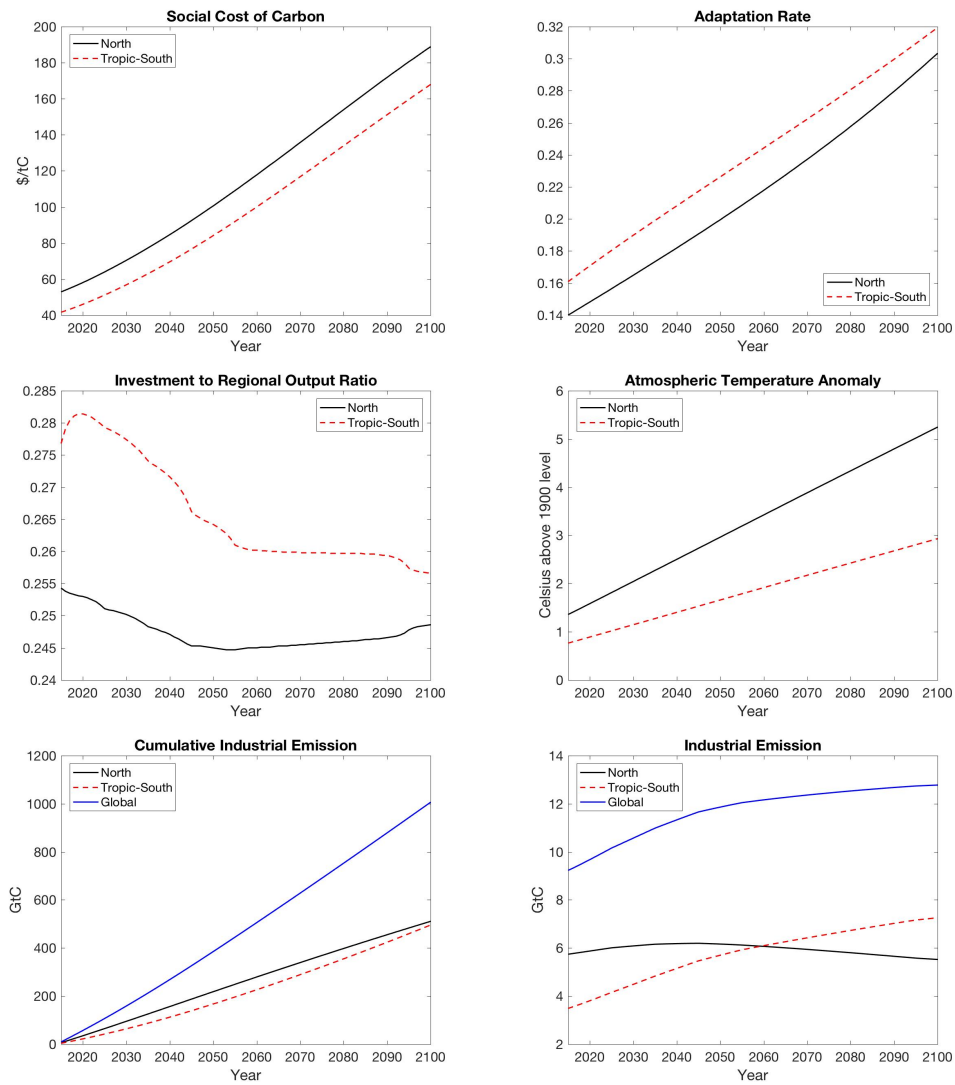 Social Cost of Carbon
200
180
160
140
120
100
80
60
40
$/tC
North
Tropic-South
2020 2030 2040 2050 2060 2070 2080 2090 2100
Year
Adaptation Rate
0.32
0.3
0.28
0.26
0.24
0.22
0.2
0.18
0.16
0.14
North
Tropic-South
2020 2030 2040 2050 2060 2070 2080 2090 2100
Year
Investment to Regional Output Ratio
0.285
0.28
0.275
0.27
0.265
0.26
0.255
0.25
0.245
0.24
North
Tropic-South
2020 2030 2040 2050 2060 2070 2080 2090 2100
Year
Atmospheric Temperature Anomaly
6
5
4
3
2
1
0
Celsius above 1900 level
North
Tropic-South
2020 2030 2040 2050 2060 2070 2080 2090 2100
Year
Cumulative Industrial Emission
1200
1000
800
600
400
200
0
GtC
North
Tropic-South
Global
2020 2030 2040 2050 2060 2070 2080 2090 2100
Year
Industrial Emission
14
12
10
8
6
4
2
GtC
North
Tropic-South
Global
2020 2030 2040 2050 2060 2070 2080 2090 2100
Year